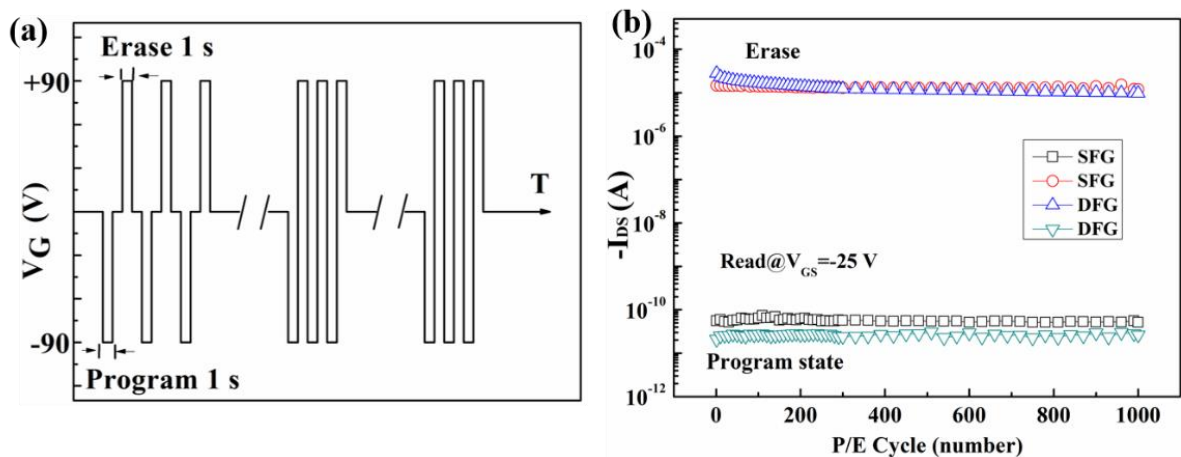 (a)
Erase 1 s
+90
V_G (V)
T
-90
Program 1 s
(b)
10^-4
10^-6
10^-8
10^-10
10^-12
-I_DS (A)
Erase
SFG
SFG
DFG
DFG
Read@V_GS=-25 V
Program state
0 200 400 600 800 1000
P/E Cycle (number)